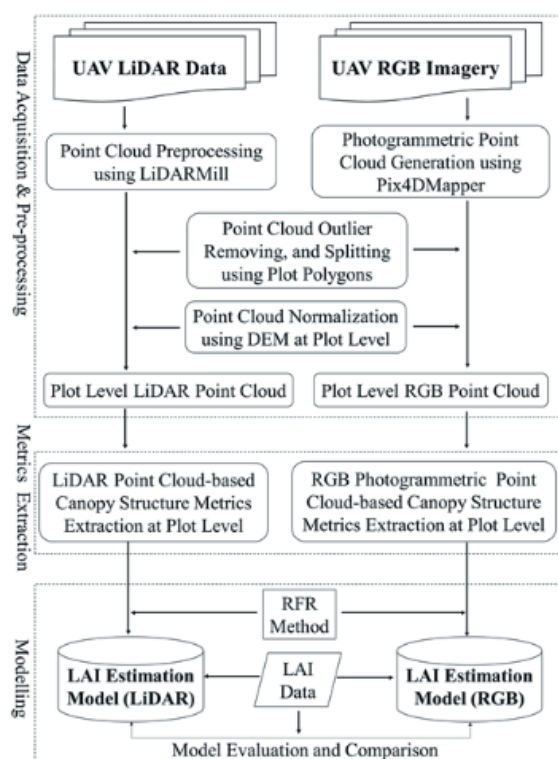 Data Acquisition & Pre-processing
UAV LiDAR Data
UAV RGB Imagery
Point Cloud Preprocessing
using LiDARMill
Photogrammetric Point
Cloud Generation using
Pix4DMapper
Point Cloud Outlier
Removing, and Splitting
using Plot Polygons
Point Cloud Normalization
using DEM at Plot Level
Plot Level LiDAR Point Cloud
Plot Level RGB Point Cloud
Metrics Extraction
LiDAR Point Cloud-based
Canopy Structure Metrics
Extraction at Plot Level
RGB Photogrammetric Point
Cloud-based Canopy Structure
Metrics Extraction at Plot Level
Modelling
RFR
Method
LAI Estimation
Model (LiDAR)
LAI
Data
LAI Estimation
Model (RGB)
Model Evaluation and Comparison